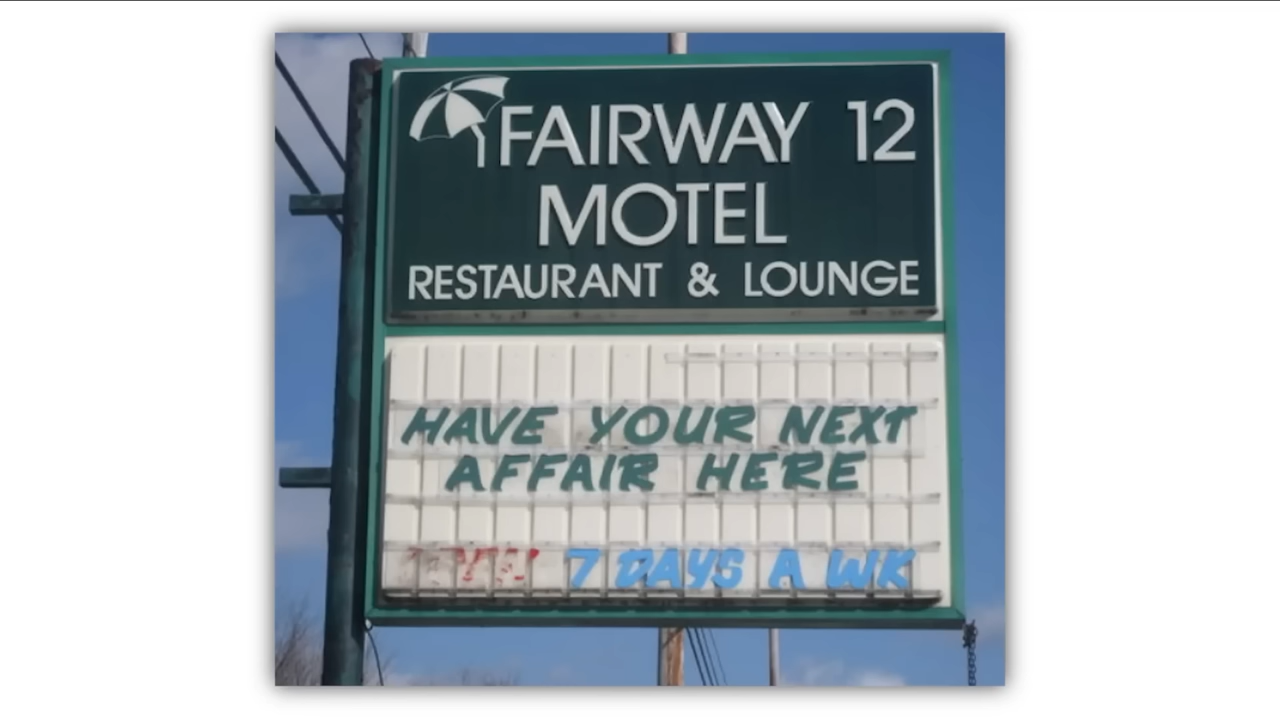 FAIRWAY 12
MOTEL
RESTAURANT & LOUNGE
HAVE YOUR NEXT
AFFAIR HERE
7 DAYS A WK